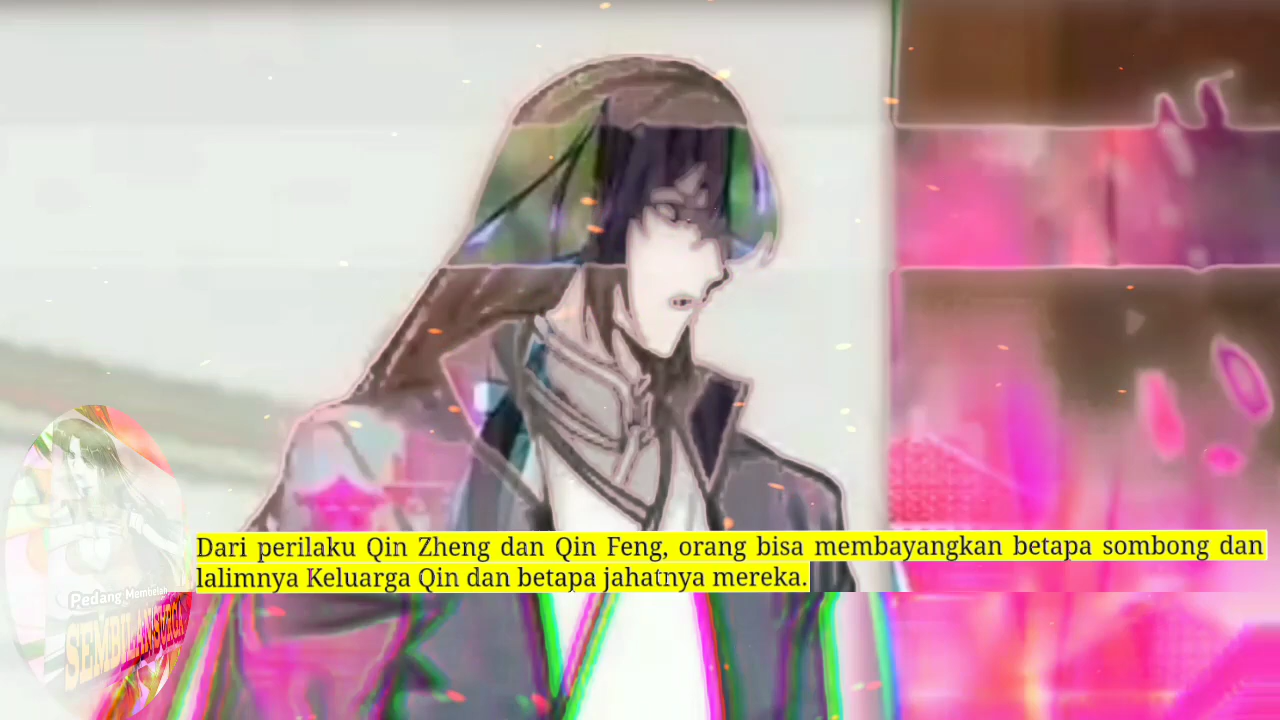 Dari perilaku Qin Zheng dan Qin Feng, orang bisa membayangkan betapa sombong dan
lalimnya Keluarga Qin dan betapa jahatnya mereka.
Pedang Membelah
SEMBILAN SURGA